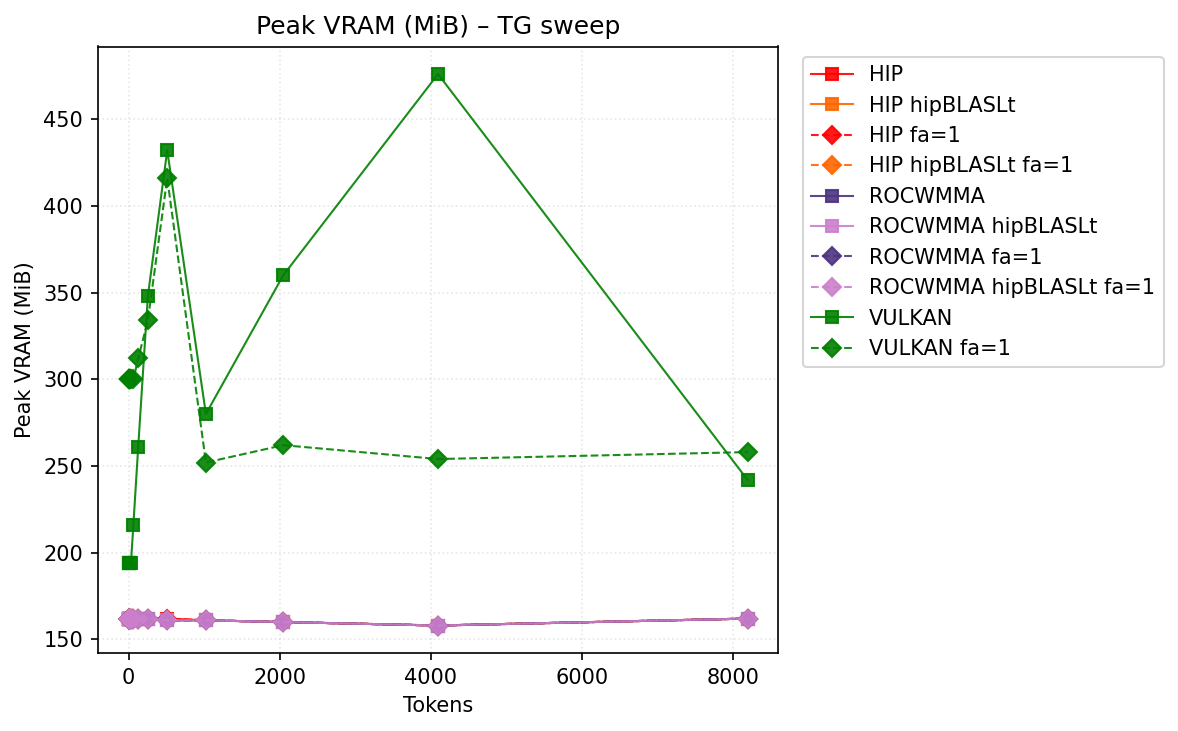 Peak VRAM (MiB) – TG sweep
Peak VRAM (MiB)
450
400
350
300
250
200
150
0
2000
4000
6000
8000
Tokens
HIP
HIP hipBLASLt
HIP fa=1
HIP hipBLASLt fa=1
ROCWMMA
ROCWMMA hipBLASLt
ROCWMMA fa=1
ROCWMMA hipBLASLt fa=1
VULKAN
VULKAN fa=1